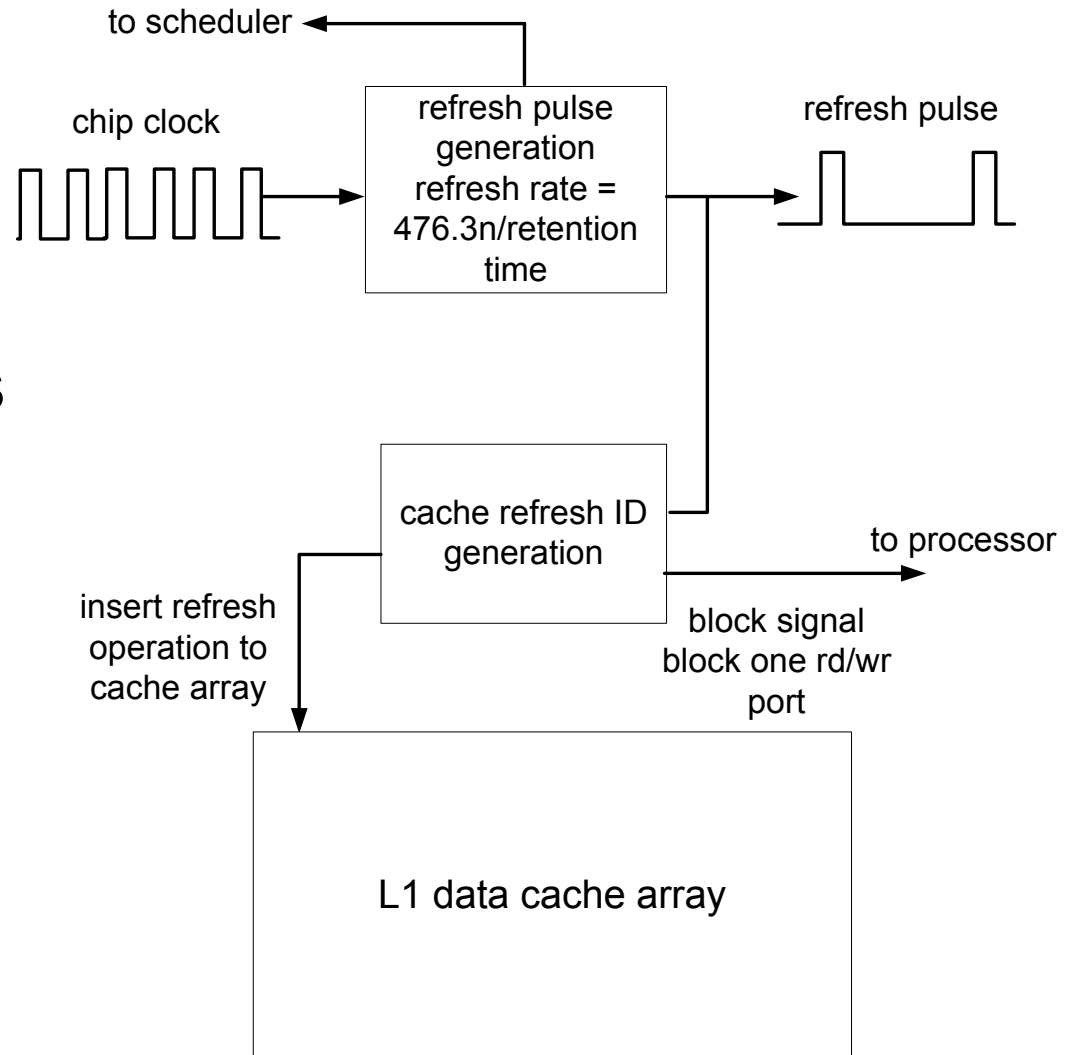 to scheduler
chip clock
refresh pulse
generation
refresh rate =
476.3n/retention
time
refresh pulse
s
cache refresh ID
generation
to processor
insert refresh
operation to
cache array
block signal
block one rd/wr
port
L1 data cache array